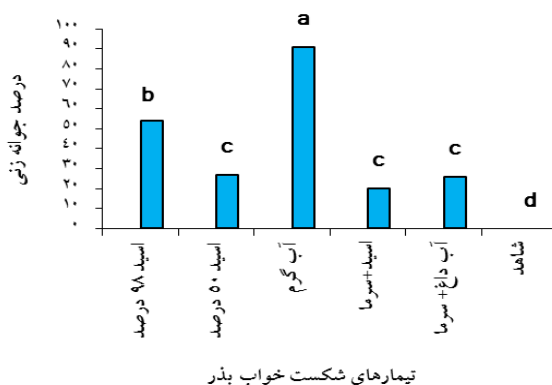 درصد جوانه زنی
۱۰۰
۹۰
۸۰
۷۰
۶۰
۵۰
۴۰
۳۰
۲۰
۱۰
۰
b
c
a
c
c
d
اسید ۹۸ درصد
اسید ۵۰ درصد
آب گرم
اسید+سرما
آب داغ+ سرما
شاهد
تیمارهای شکست خواب بذر